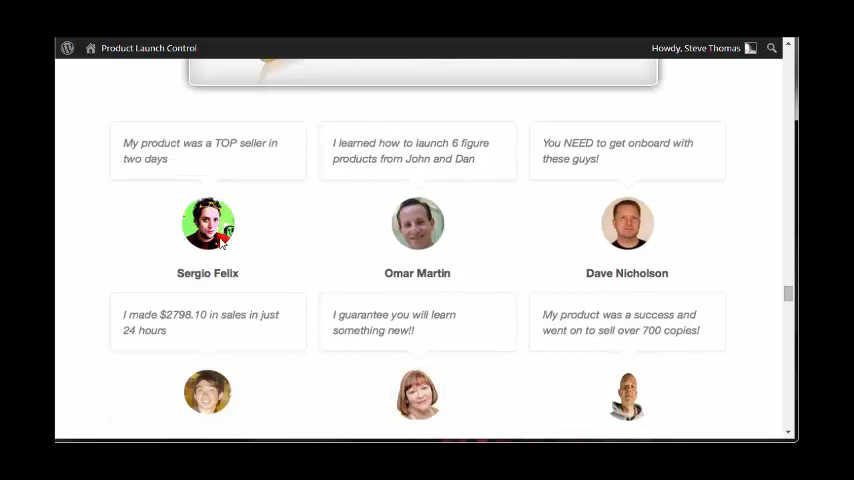 Product Launch Control
Howdy, Steve Thomas
My product was a TOP seller in
two days
I learned how to launch 6 figure
products from John and Dan
You NEED to get onboard with
these guys!
Sergio Felix
Omar Martin
Dave Nicholson
I made $2798.10 in sales in just
24 hours
I guarantee you will learn
something new!!
My product was a success and
went on to sell over 700 copies!